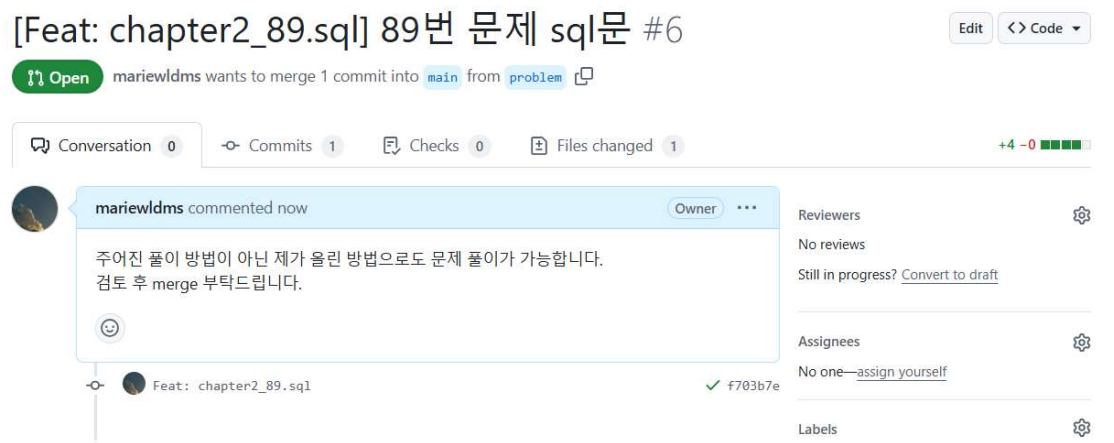 [Feat: chapter2_89.sql] 89번 문제 sql문 #6
Edit
<> Code
Open
mariewldms wants to merge 1 commit into main from problem
Conversation 0
Commits 1
Checks 0
Files changed 1
+4 −0
mariewldms commented now
Owner
주어진 풀이 방법이 아닌 제가 올린 방법으로도 문제 풀이가 가능합니다.
검토 후 merge 부탁드립니다.
Feat: chapter2_89.sql
f703b7e
Reviewers
No reviews
Still in progress? Convert to draft
Assignees
No one—assign yourself
Labels